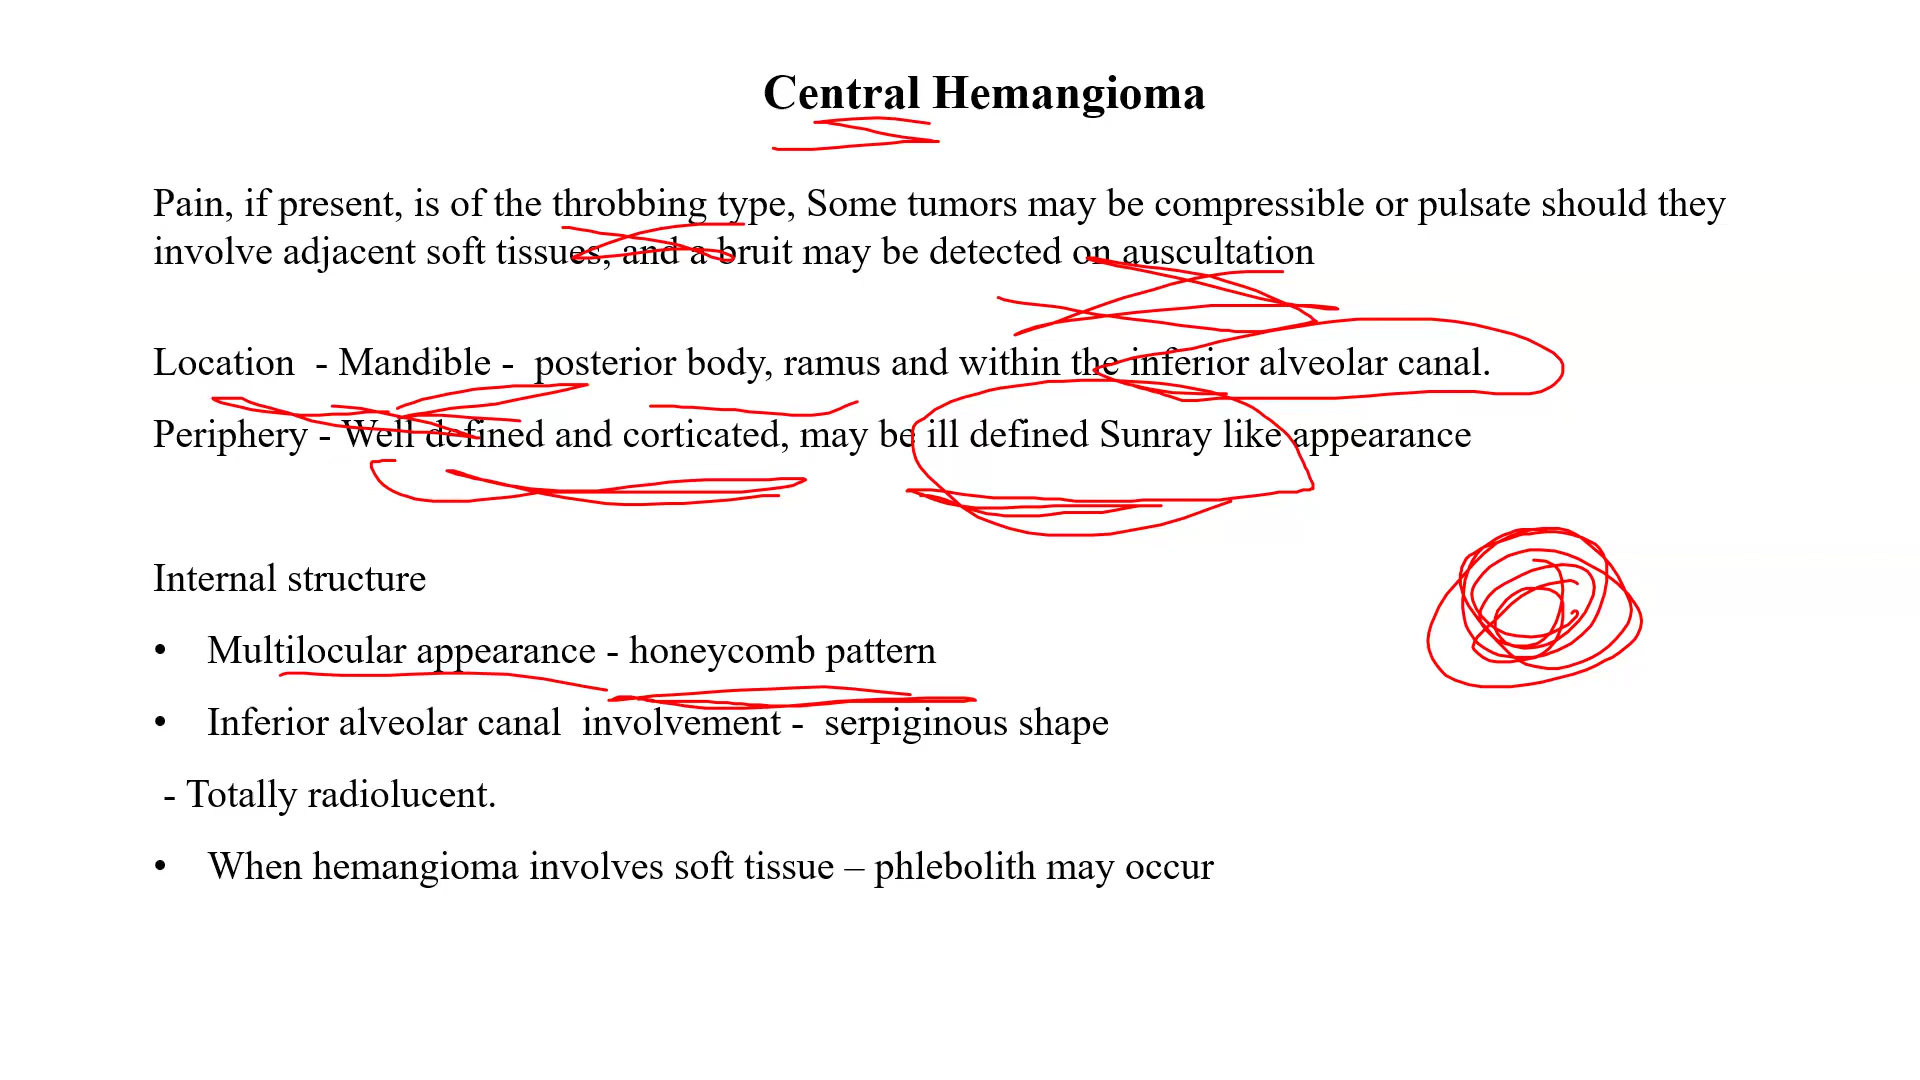 Central Hemangioma
Pain, if present, is of the throbbing type, Some tumors may be compressible or pulsate should they
involve adjacent soft tissues, and a bruit may be detected on auscultation
Location - Mandible - posterior body, ramus and within the inferior alveolar canal.
Periphery - Well defined and corticated, may be ill defined Sunray like appearance
Internal structure
• Multilocular appearance - honeycomb pattern
• Inferior alveolar canal involvement - serpiginous shape
- Totally radiolucent.
• When hemangioma involves soft tissue – phlebolith may occur